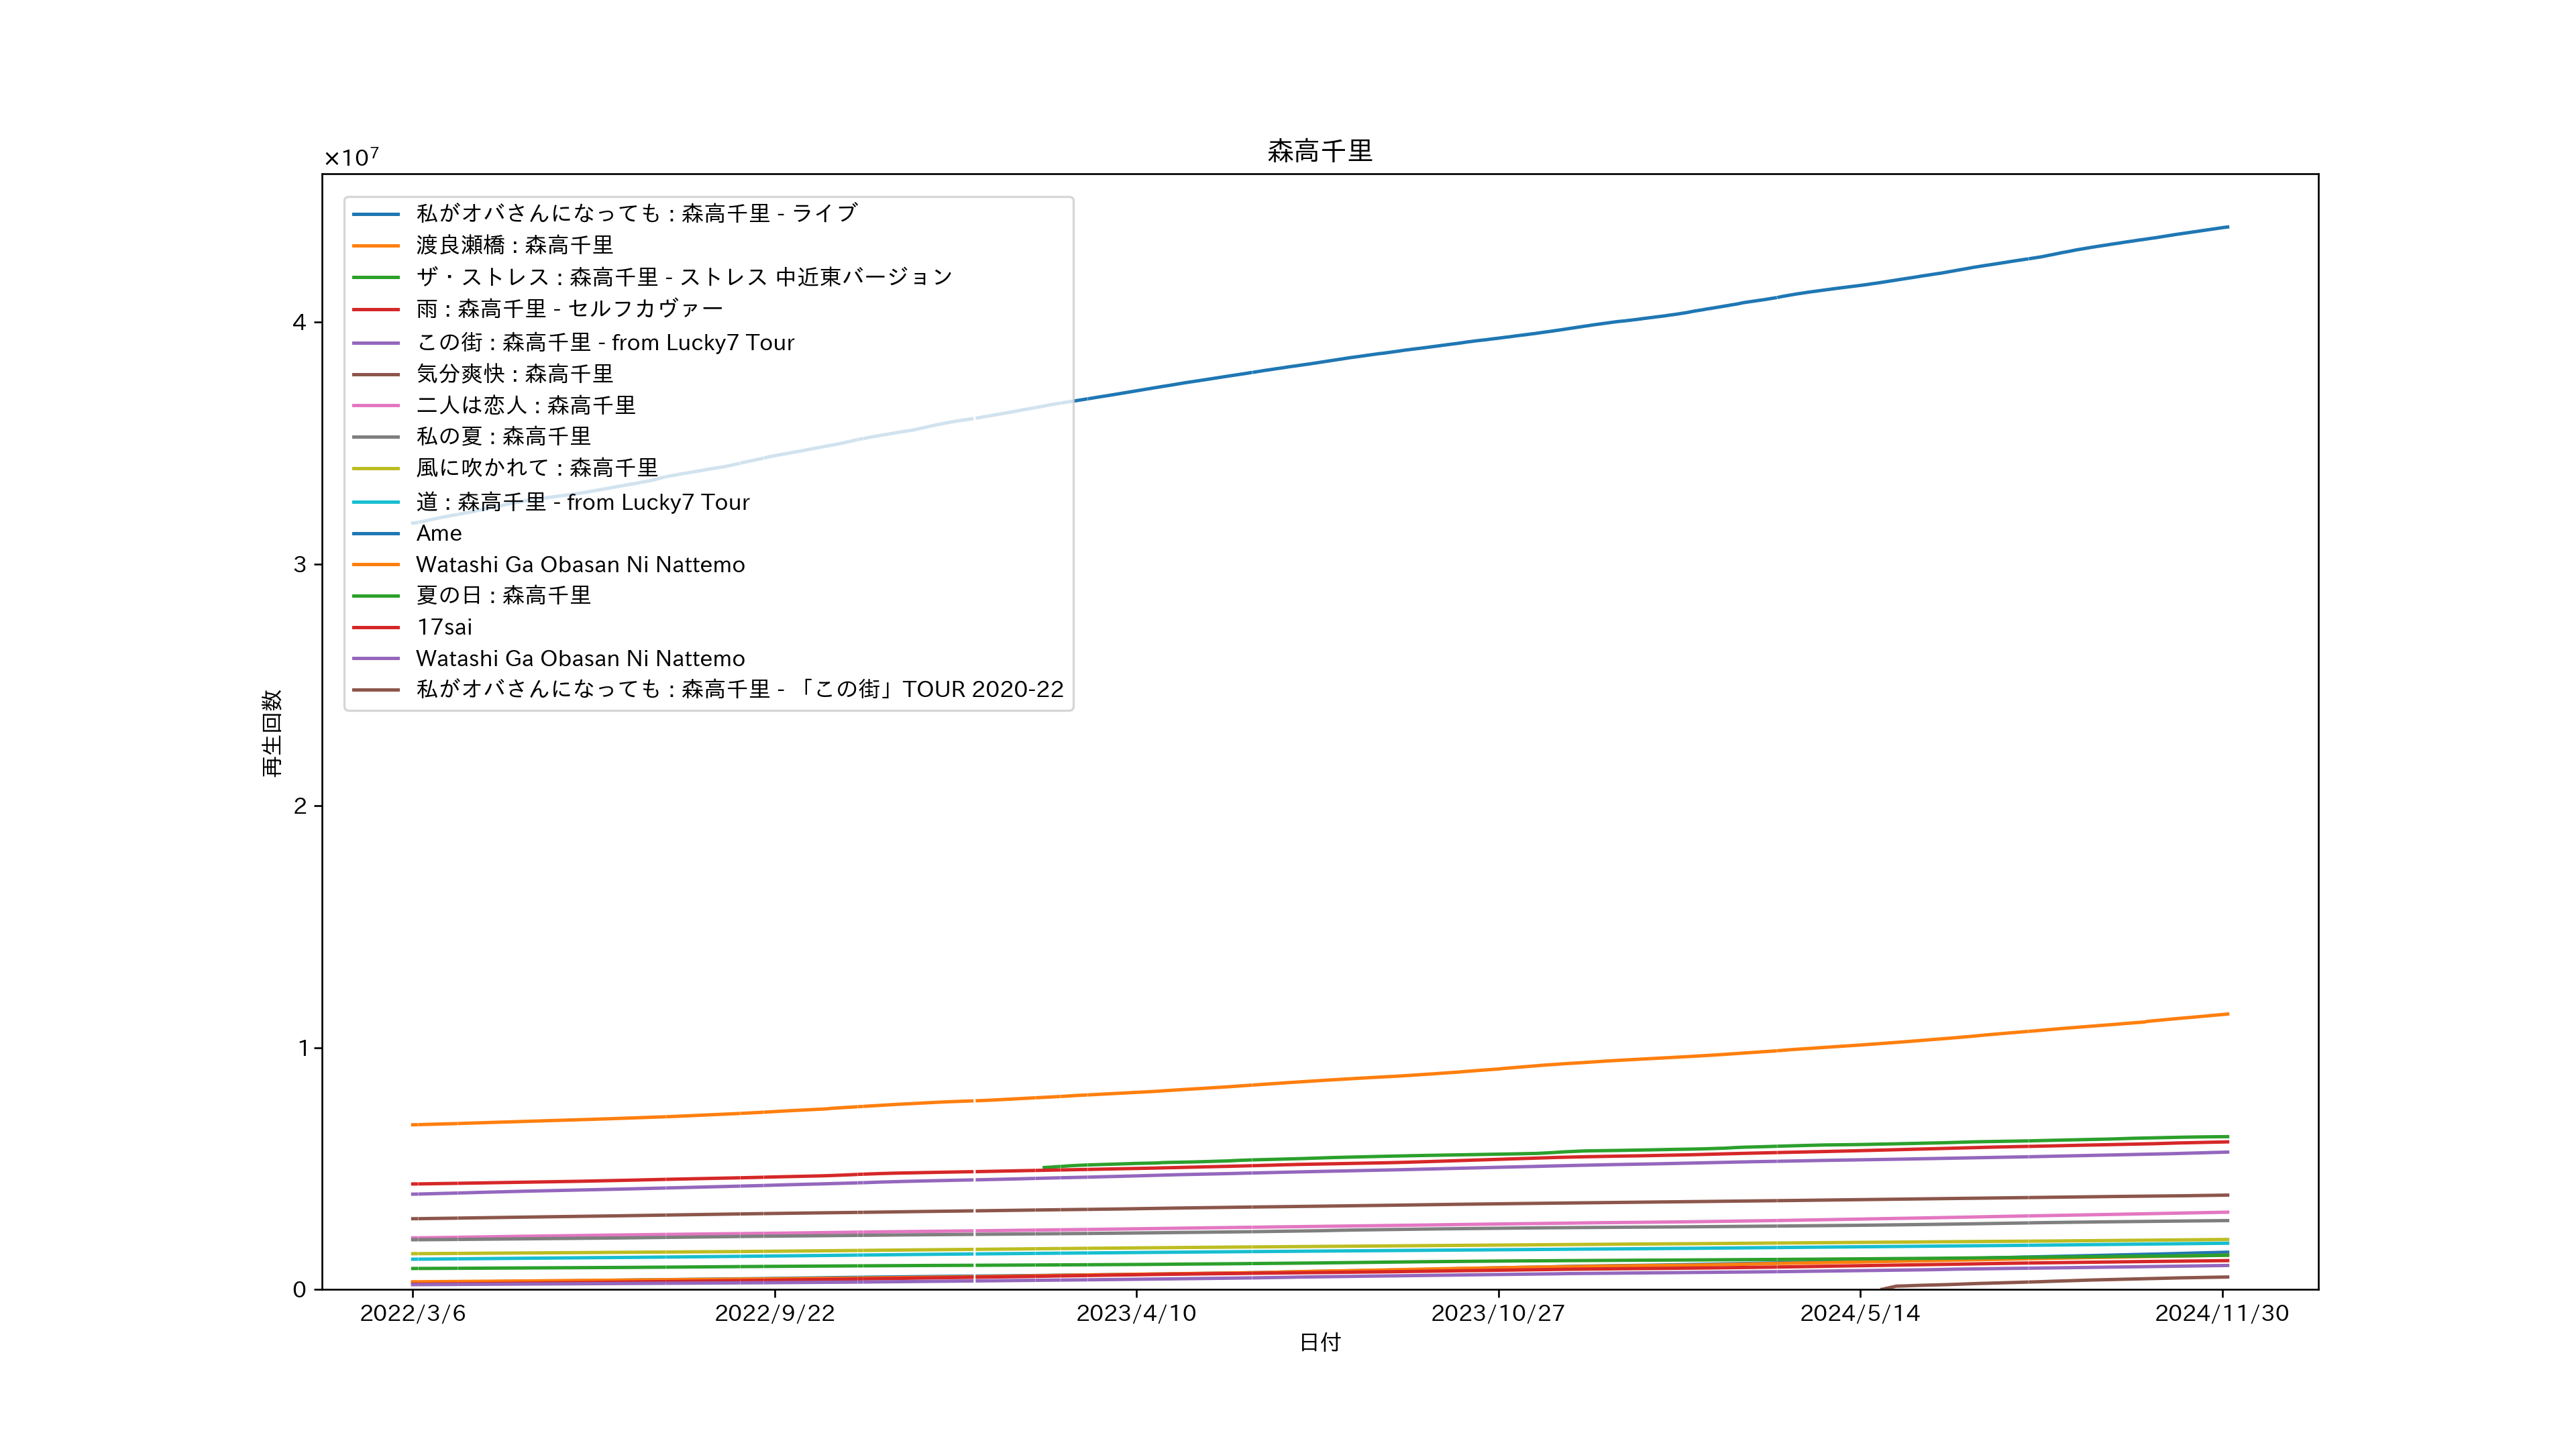 森高千里
×10⁷
私がオバさんになっても : 森高千里 - ライブ
渡良瀬橋 : 森高千里
ザ・ストレス : 森高千里 - ストレス 中近東バージョン
雨 : 森高千里 - セルフカヴァー
この街 : 森高千里 - from Lucky7 Tour
気分爽快 : 森高千里
二人は恋人 : 森高千里
私の夏 : 森高千里
風に吹かれて : 森高千里
道 : 森高千里 - from Lucky7 Tour
Ame
Watashi Ga Obasan Ni Nattemo
夏の日 : 森高千里
17sai
Watashi Ga Obasan Ni Nattemo
私がオバさんになっても : 森高千里 - 「この街」TOUR 2020-22
4
3
2
1
0
再生回数
2022/3/6
2022/9/22
2023/4/10
2023/10/27
2024/5/14
2024/11/30
日付